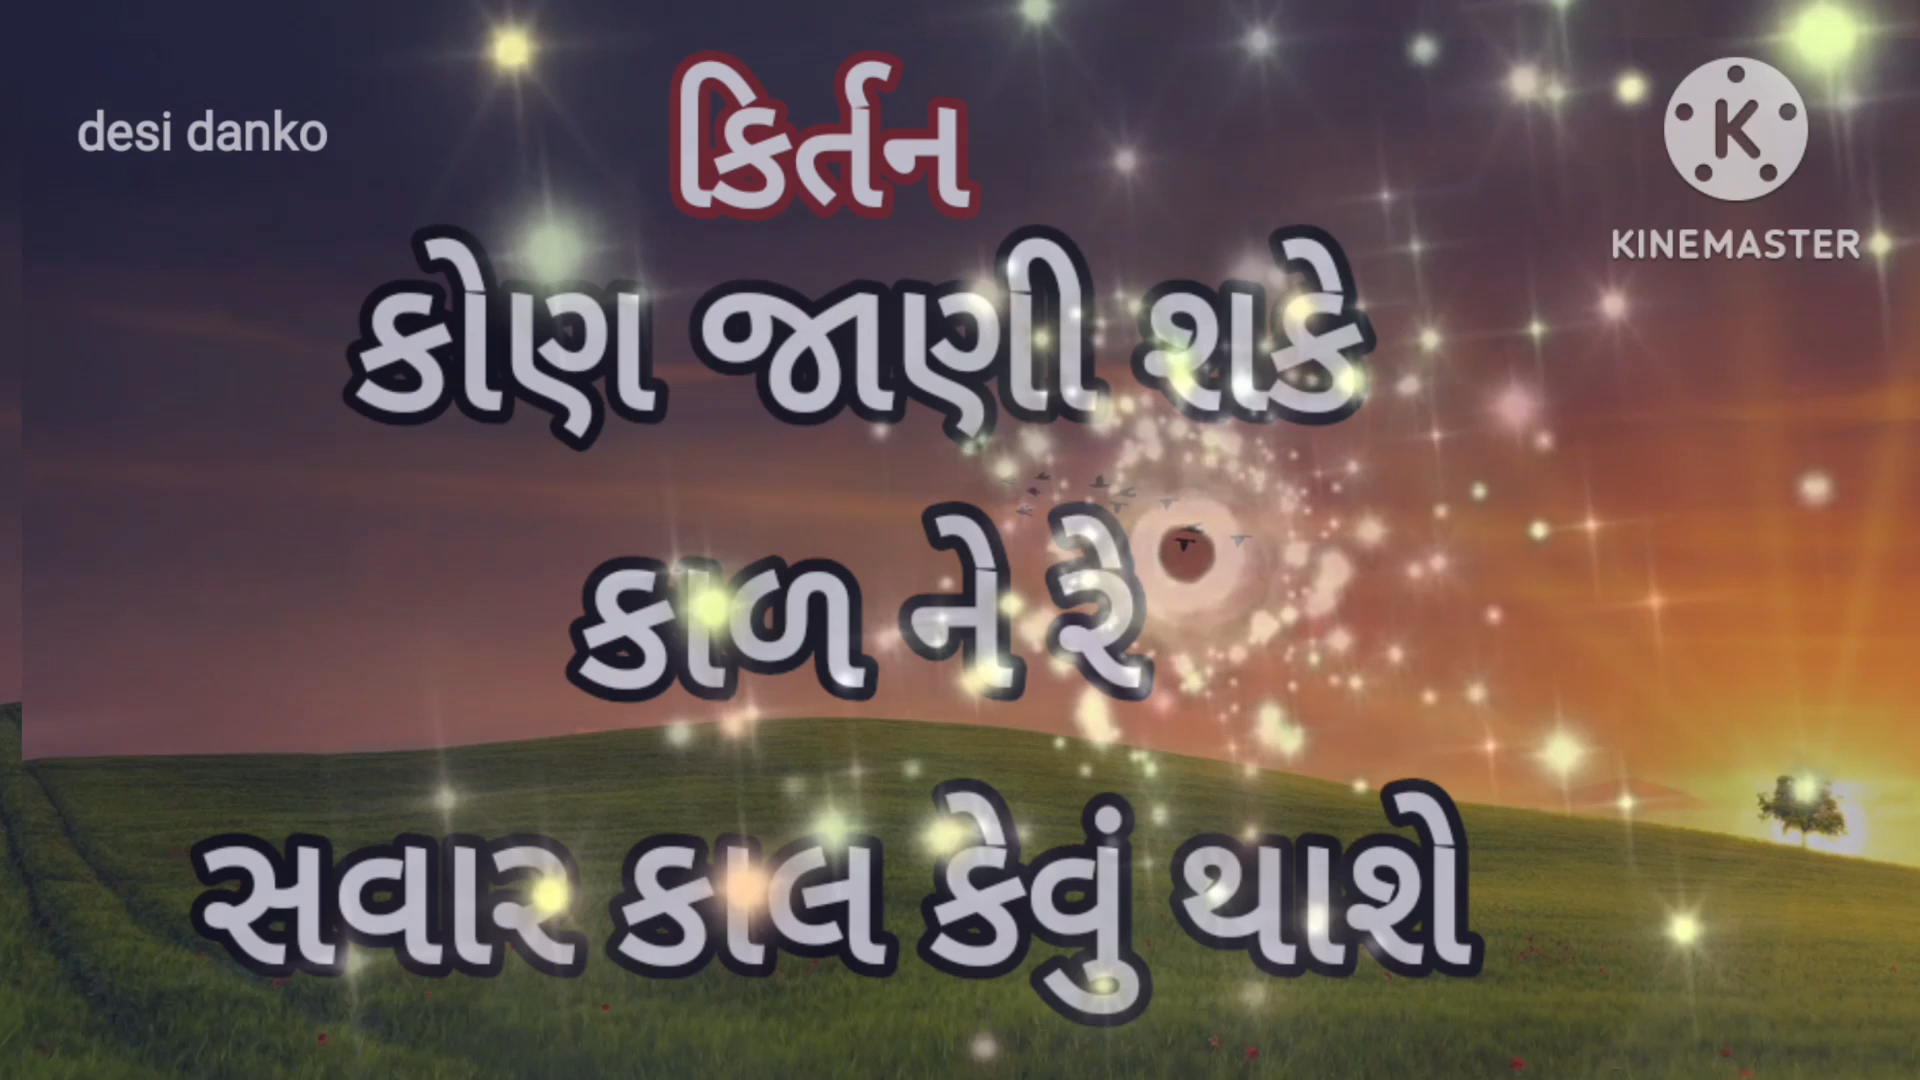 કિર્તન
desi danko
KINEMASTER
કોણ જાણી શકે
કાળ ને રે
સવાર કાલ કેવું થાશે